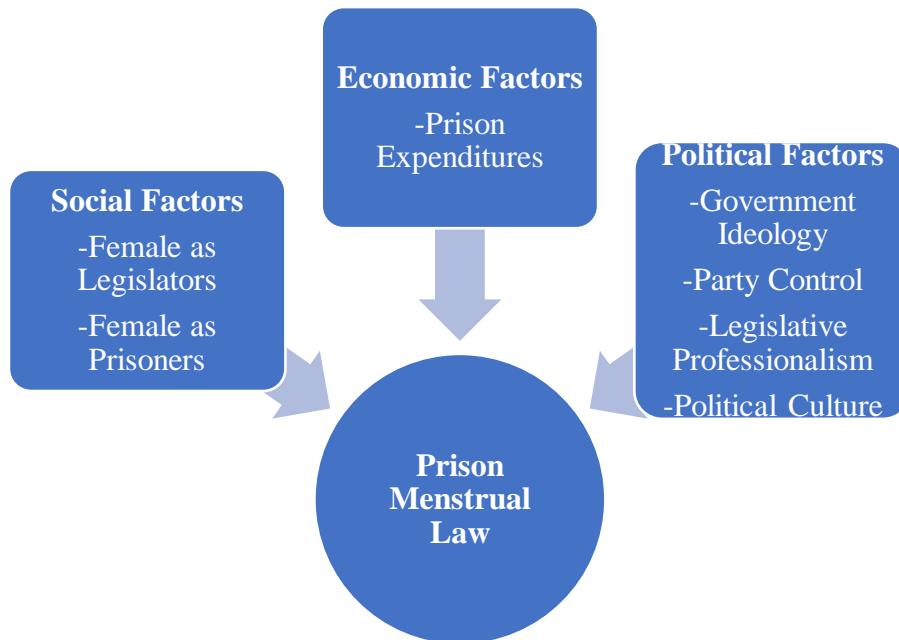 Economic Factors
-Prison
Expenditures
Social Factors
-Female as
Legislators
-Female as
Prisoners
Political Factors
-Government
Ideology
-Party Control
-Legislative
Professionalism
-Political Culture
Prison
Menstrual
Law